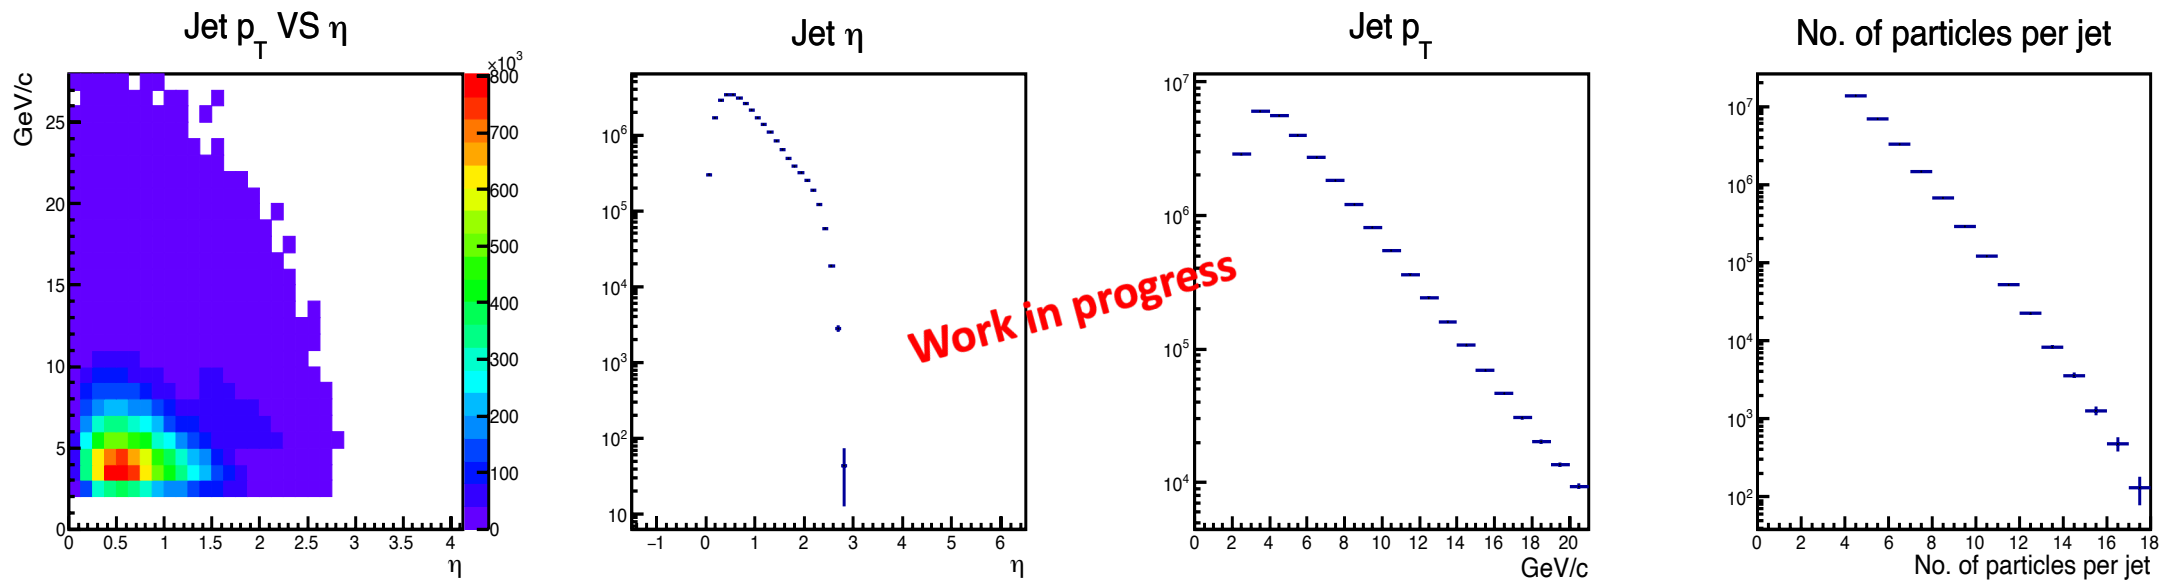 Jet p_T VS η
GeV/c
×10³
800
700
600
500
400
300
200
100
0
25
20
15
10
5
0
0 0.5 1 1.5 2 2.5 3 3.5 4
η
Jet η
10⁶
10⁵
10⁴
10³
10²
10
−1 0 1 2 3 4 5 6
η
Work in progress
Jet p_T
10⁷
10⁶
10⁵
10⁴
0 2 4 6 8 10 12 14 16 18 20
GeV/c
No. of particles per jet
10⁷
10⁶
10⁵
10⁴
10³
10²
0 2 4 6 8 10 12 14 16 18
No. of particles per jet